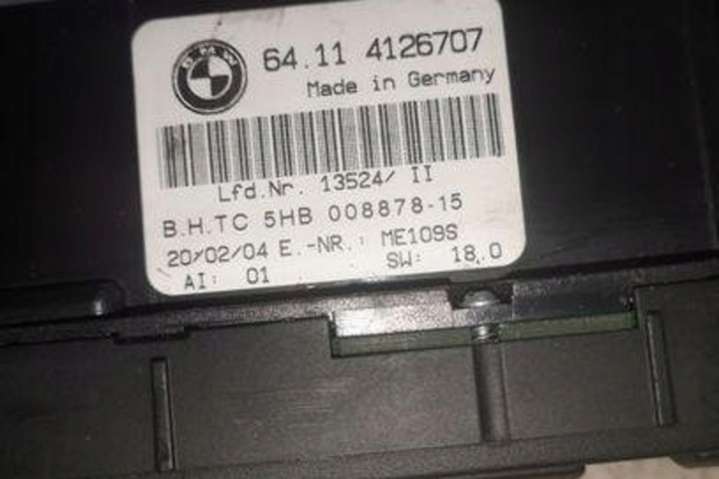 BMW
64.11 4126707
Made in Germany
Lfd.Nr. 13524/ II
B.H.TC 5HB 008878-15
20/02/04 E.-NR.: ME109S
AI: 01 SW: 18.0